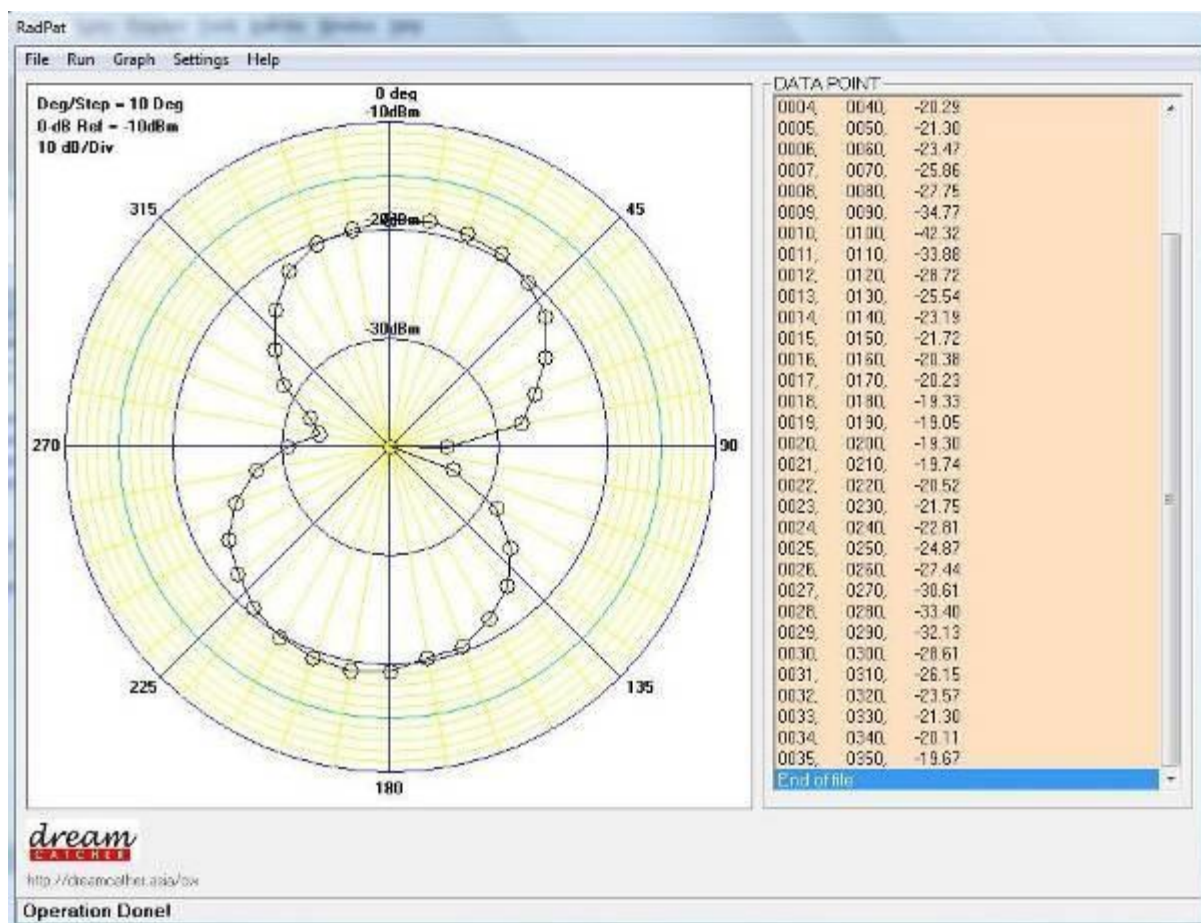 RadPat
File Run Graph Settings Help
Deg/Step = 10 Deg
0-dB Ref = -10dBm
10 dB/Div
0 deg
-10dBm
315
45
-20dBm
-30dBm
270
90
225
135
180
DATA POINT
0004, 0040, -20.29
0005, 0050, -21.30
0006, 0060, -23.47
0007, 0070, -25.86
0008, 0080, -27.75
0009, 0090, -34.77
0010, 0100, -42.32
0011, 0110, -33.88
0012, 0120, -28.72
0013, 0130, -25.54
0014, 0140, -23.19
0015, 0150, -21.72
0016, 0160, -20.38
0017, 0170, -20.23
0018, 0180, -19.33
0019, 0190, -19.05
0020, 0200, -19.30
0021, 0210, -19.74
0022, 0220, -20.52
0023, 0230, -21.75
0024, 0240, -22.81
0025, 0250, -24.87
0026, 0260, -27.44
0027, 0270, -30.61
0028, 0280, -33.40
0029, 0290, -32.13
0030, 0300, -28.61
0031, 0310, -26.15
0032, 0320, -23.57
0033, 0330, -21.30
0034, 0340, -20.11
0035, 0350, -19.67
End of file
dream
CATCHER
Operation Done!